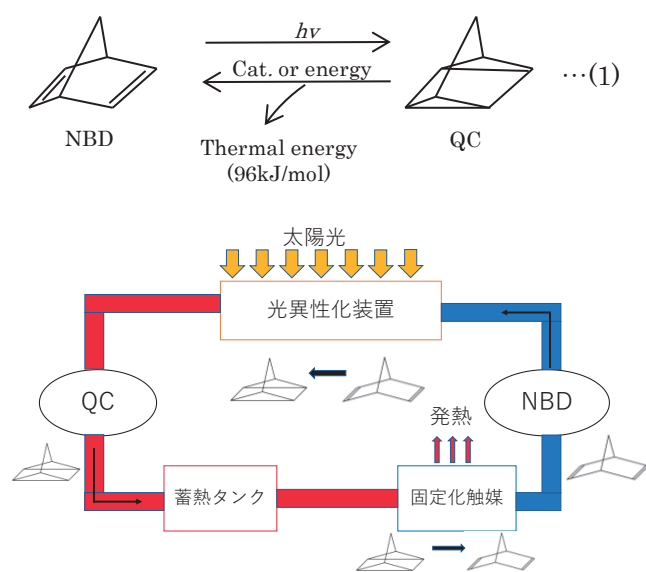 hv
Cat. or energy
…(1)
NBD
QC
Thermal energy
(96kJ/mol)
太陽光
光異性化装置
QC
NBD
発熱
蓄熱タンク
固定化触媒